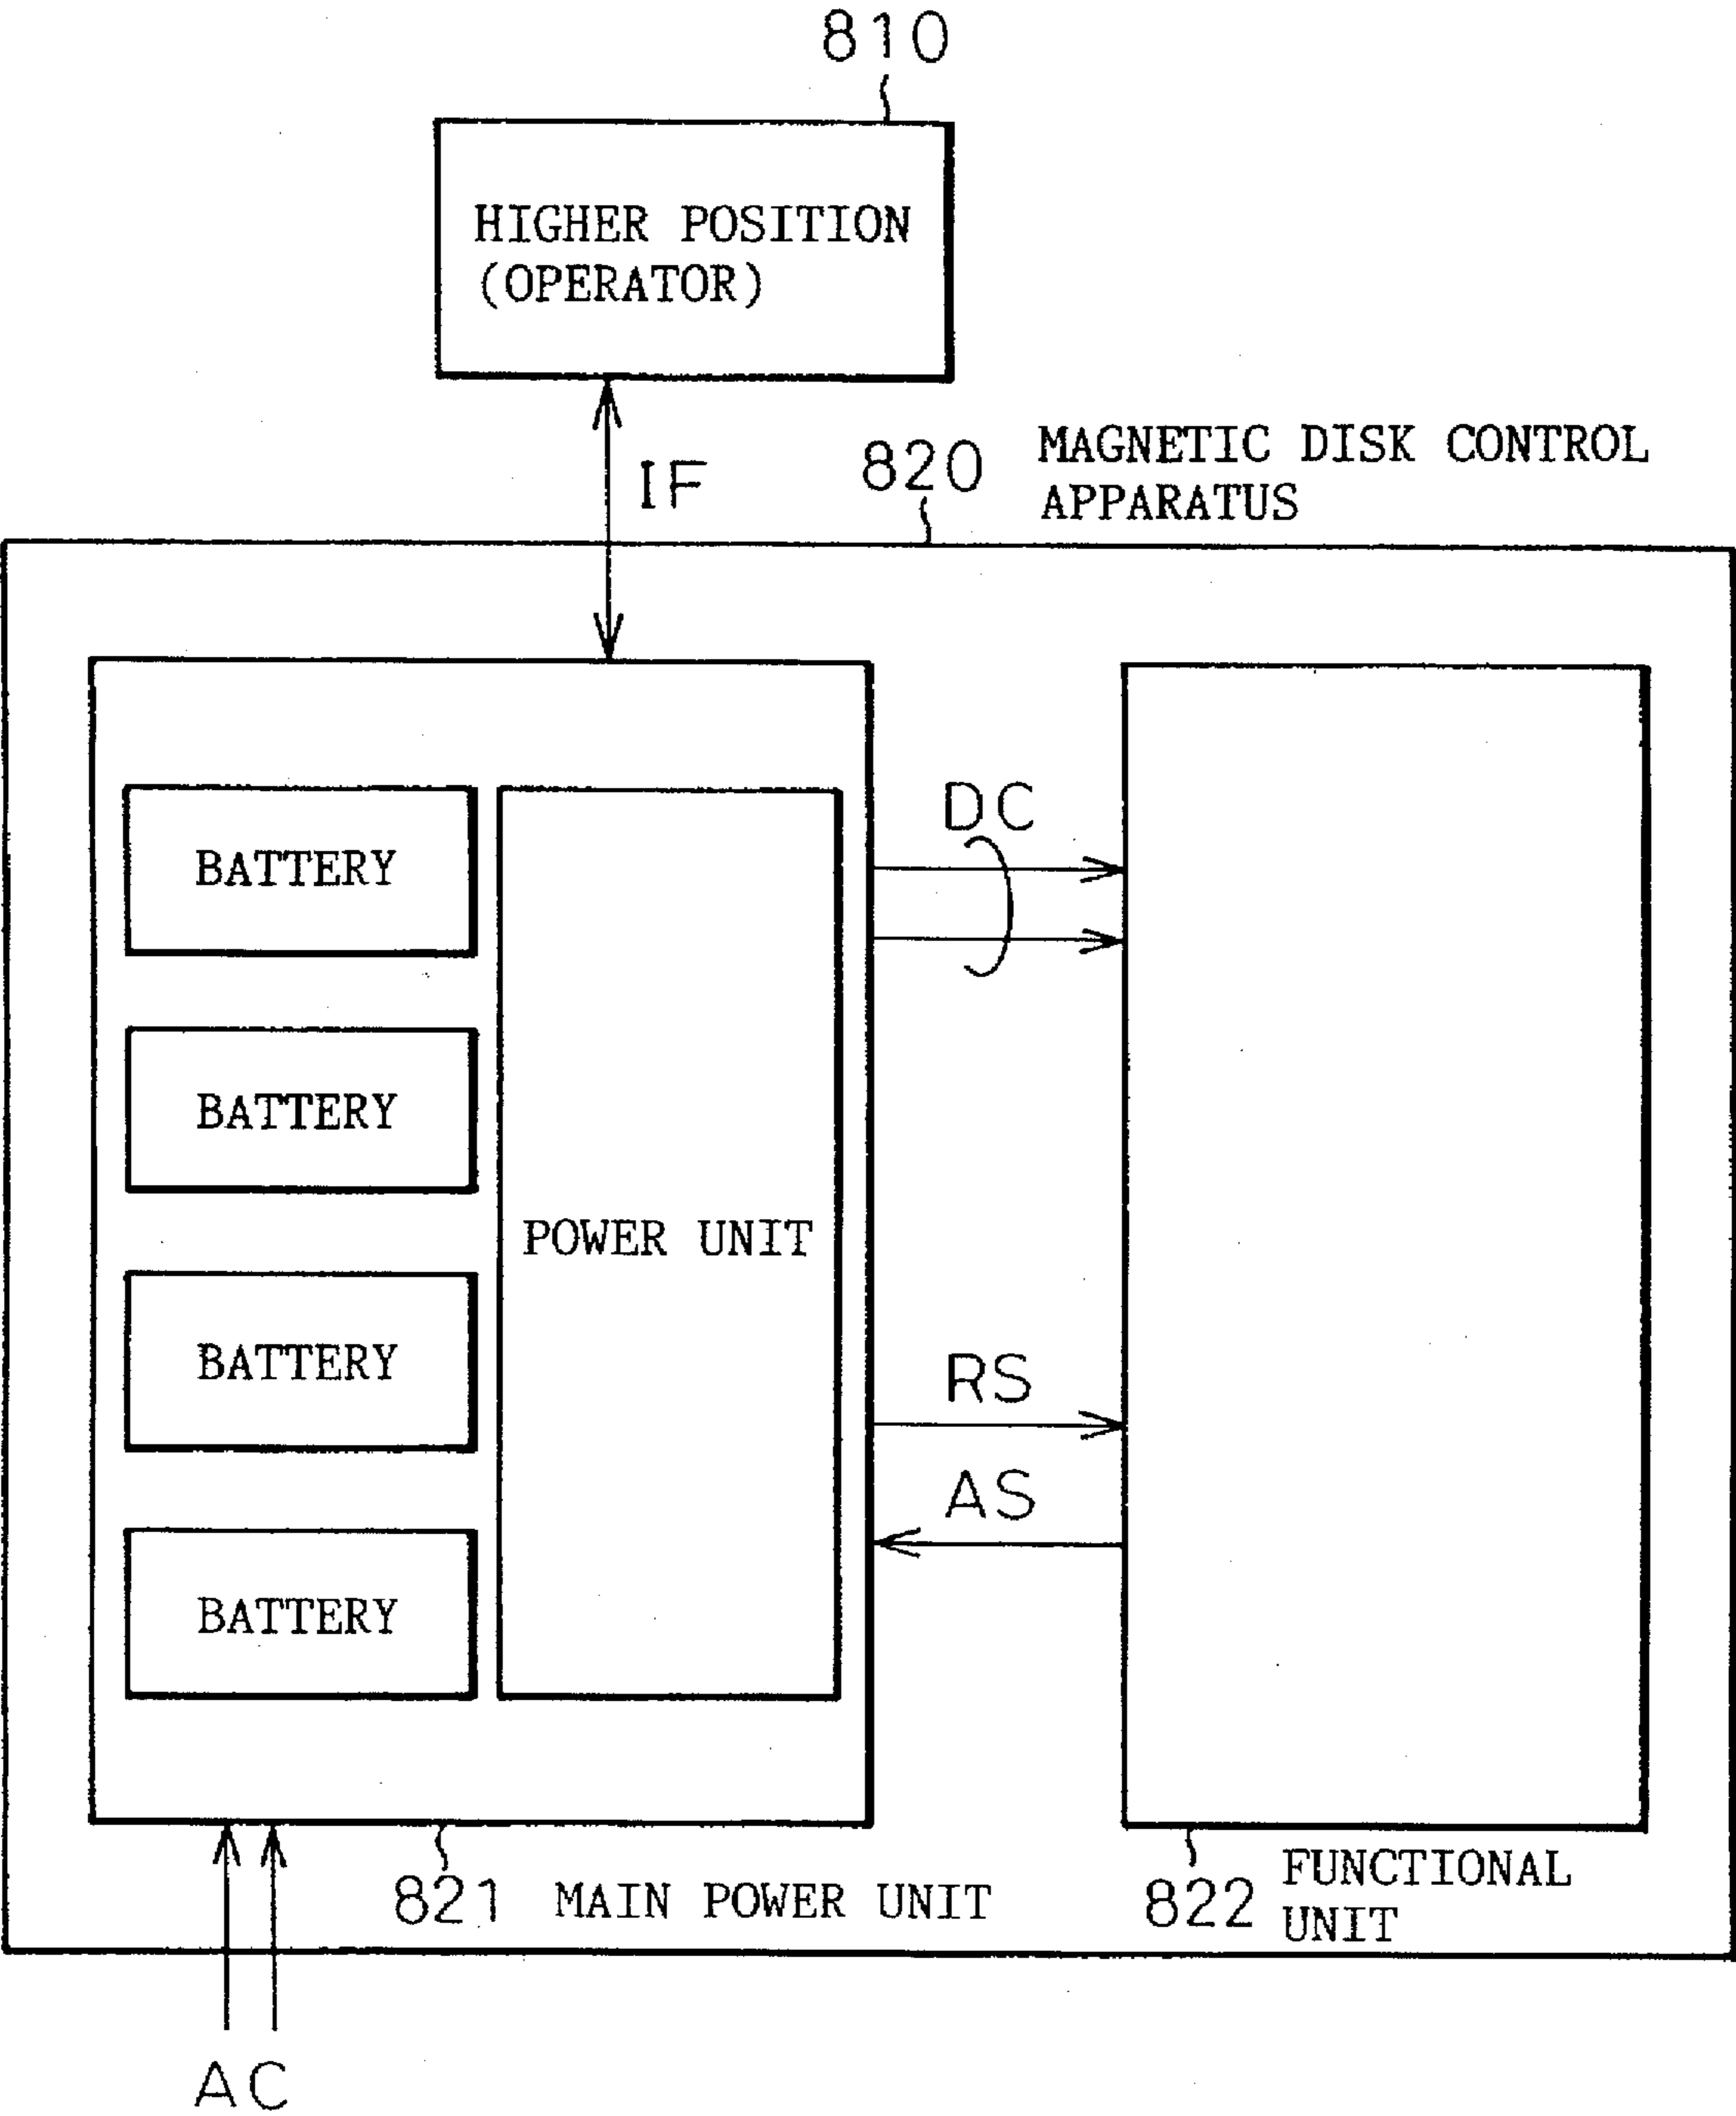 810
HIGHER POSITION
(OPERATOR)
IF
820
MAGNETIC DISK CONTROL
APPARATUS
BATTERY
BATTERY
BATTERY
BATTERY
POWER UNIT
DC
RS
AS
821 MAIN POWER UNIT
822
FUNCTIONAL
UNIT
AC